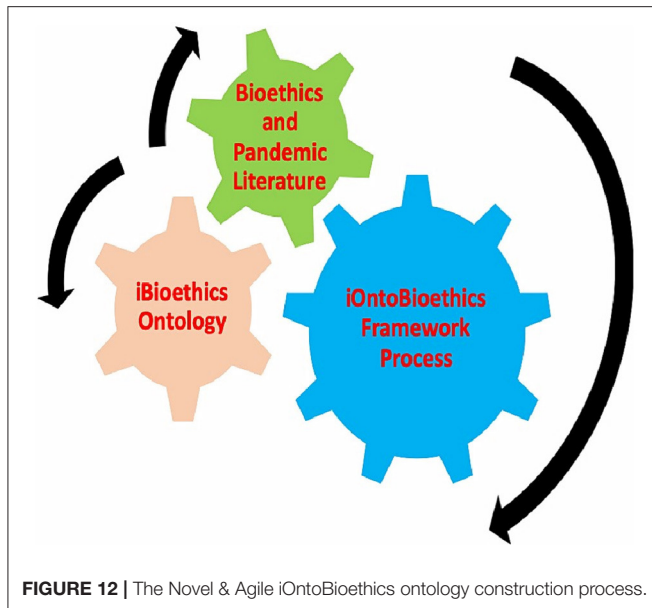 Bioethics
and
Pandemic
Literature
iBioethics
Ontology
iOntoBioethics
Framework
Process
FIGURE 12 | The Novel & Agile iOntoBioethics ontology construction process.